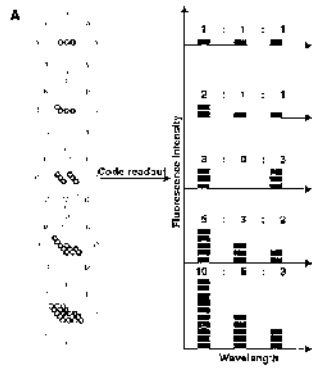 A
1 : 1 : 1
2 : 1 : 1
3 : 0 : 3
Code readout
Fluorescence Intensity
5 : 3 : 2
10 : 5 : 3
Wavelength